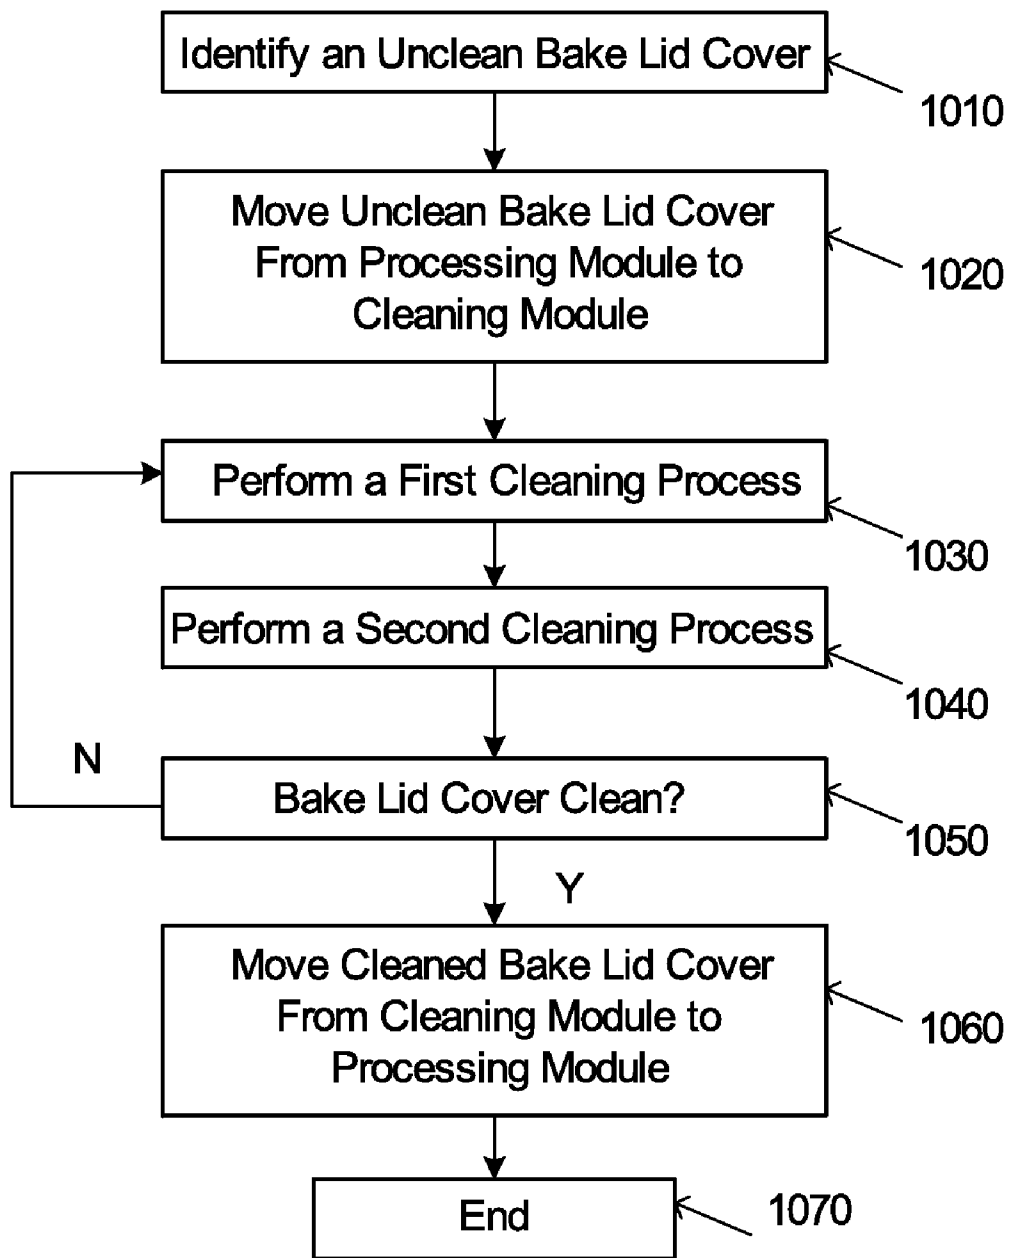 Identify an Unclean Bake Lid Cover
1010
Move Unclean Bake Lid Cover
From Processing Module to
Cleaning Module
1020
Perform a First Cleaning Process
1030
Perform a Second Cleaning Process
1040
N
Bake Lid Cover Clean?
1050
Y
Move Cleaned Bake Lid Cover
From Cleaning Module to
Processing Module
1060
End
1070